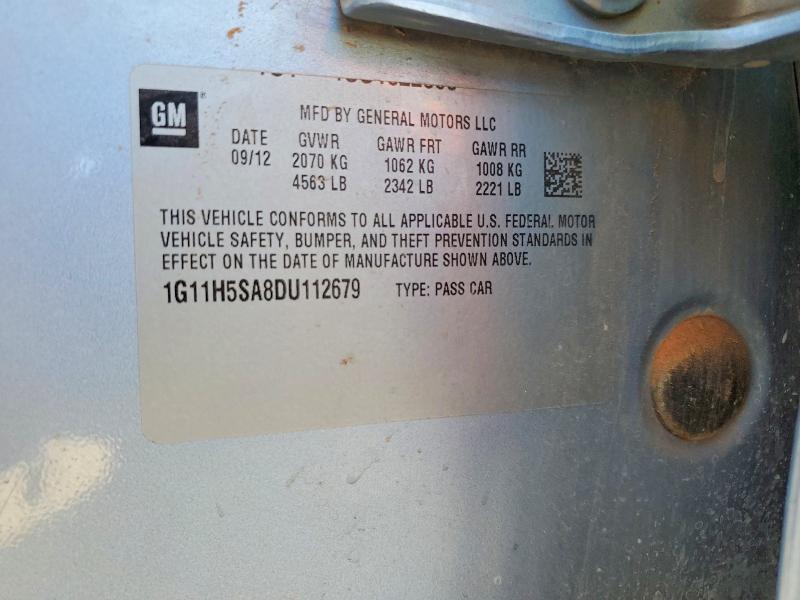 GM
MFD BY GENERAL MOTORS LLC
DATE GVWR GAWR FRT GAWR RR
09/12 2070 KG 1062 KG 1008 KG
4563 LB 2342 LB 2221 LB
THIS VEHICLE CONFORMS TO ALL APPLICABLE U.S. FEDERAL MOTOR
VEHICLE SAFETY, BUMPER, AND THEFT PREVENTION STANDARDS IN
EFFECT ON THE DATE OF MANUFACTURE SHOWN ABOVE.
1G11H5SA8DU112679 TYPE: PASS CAR